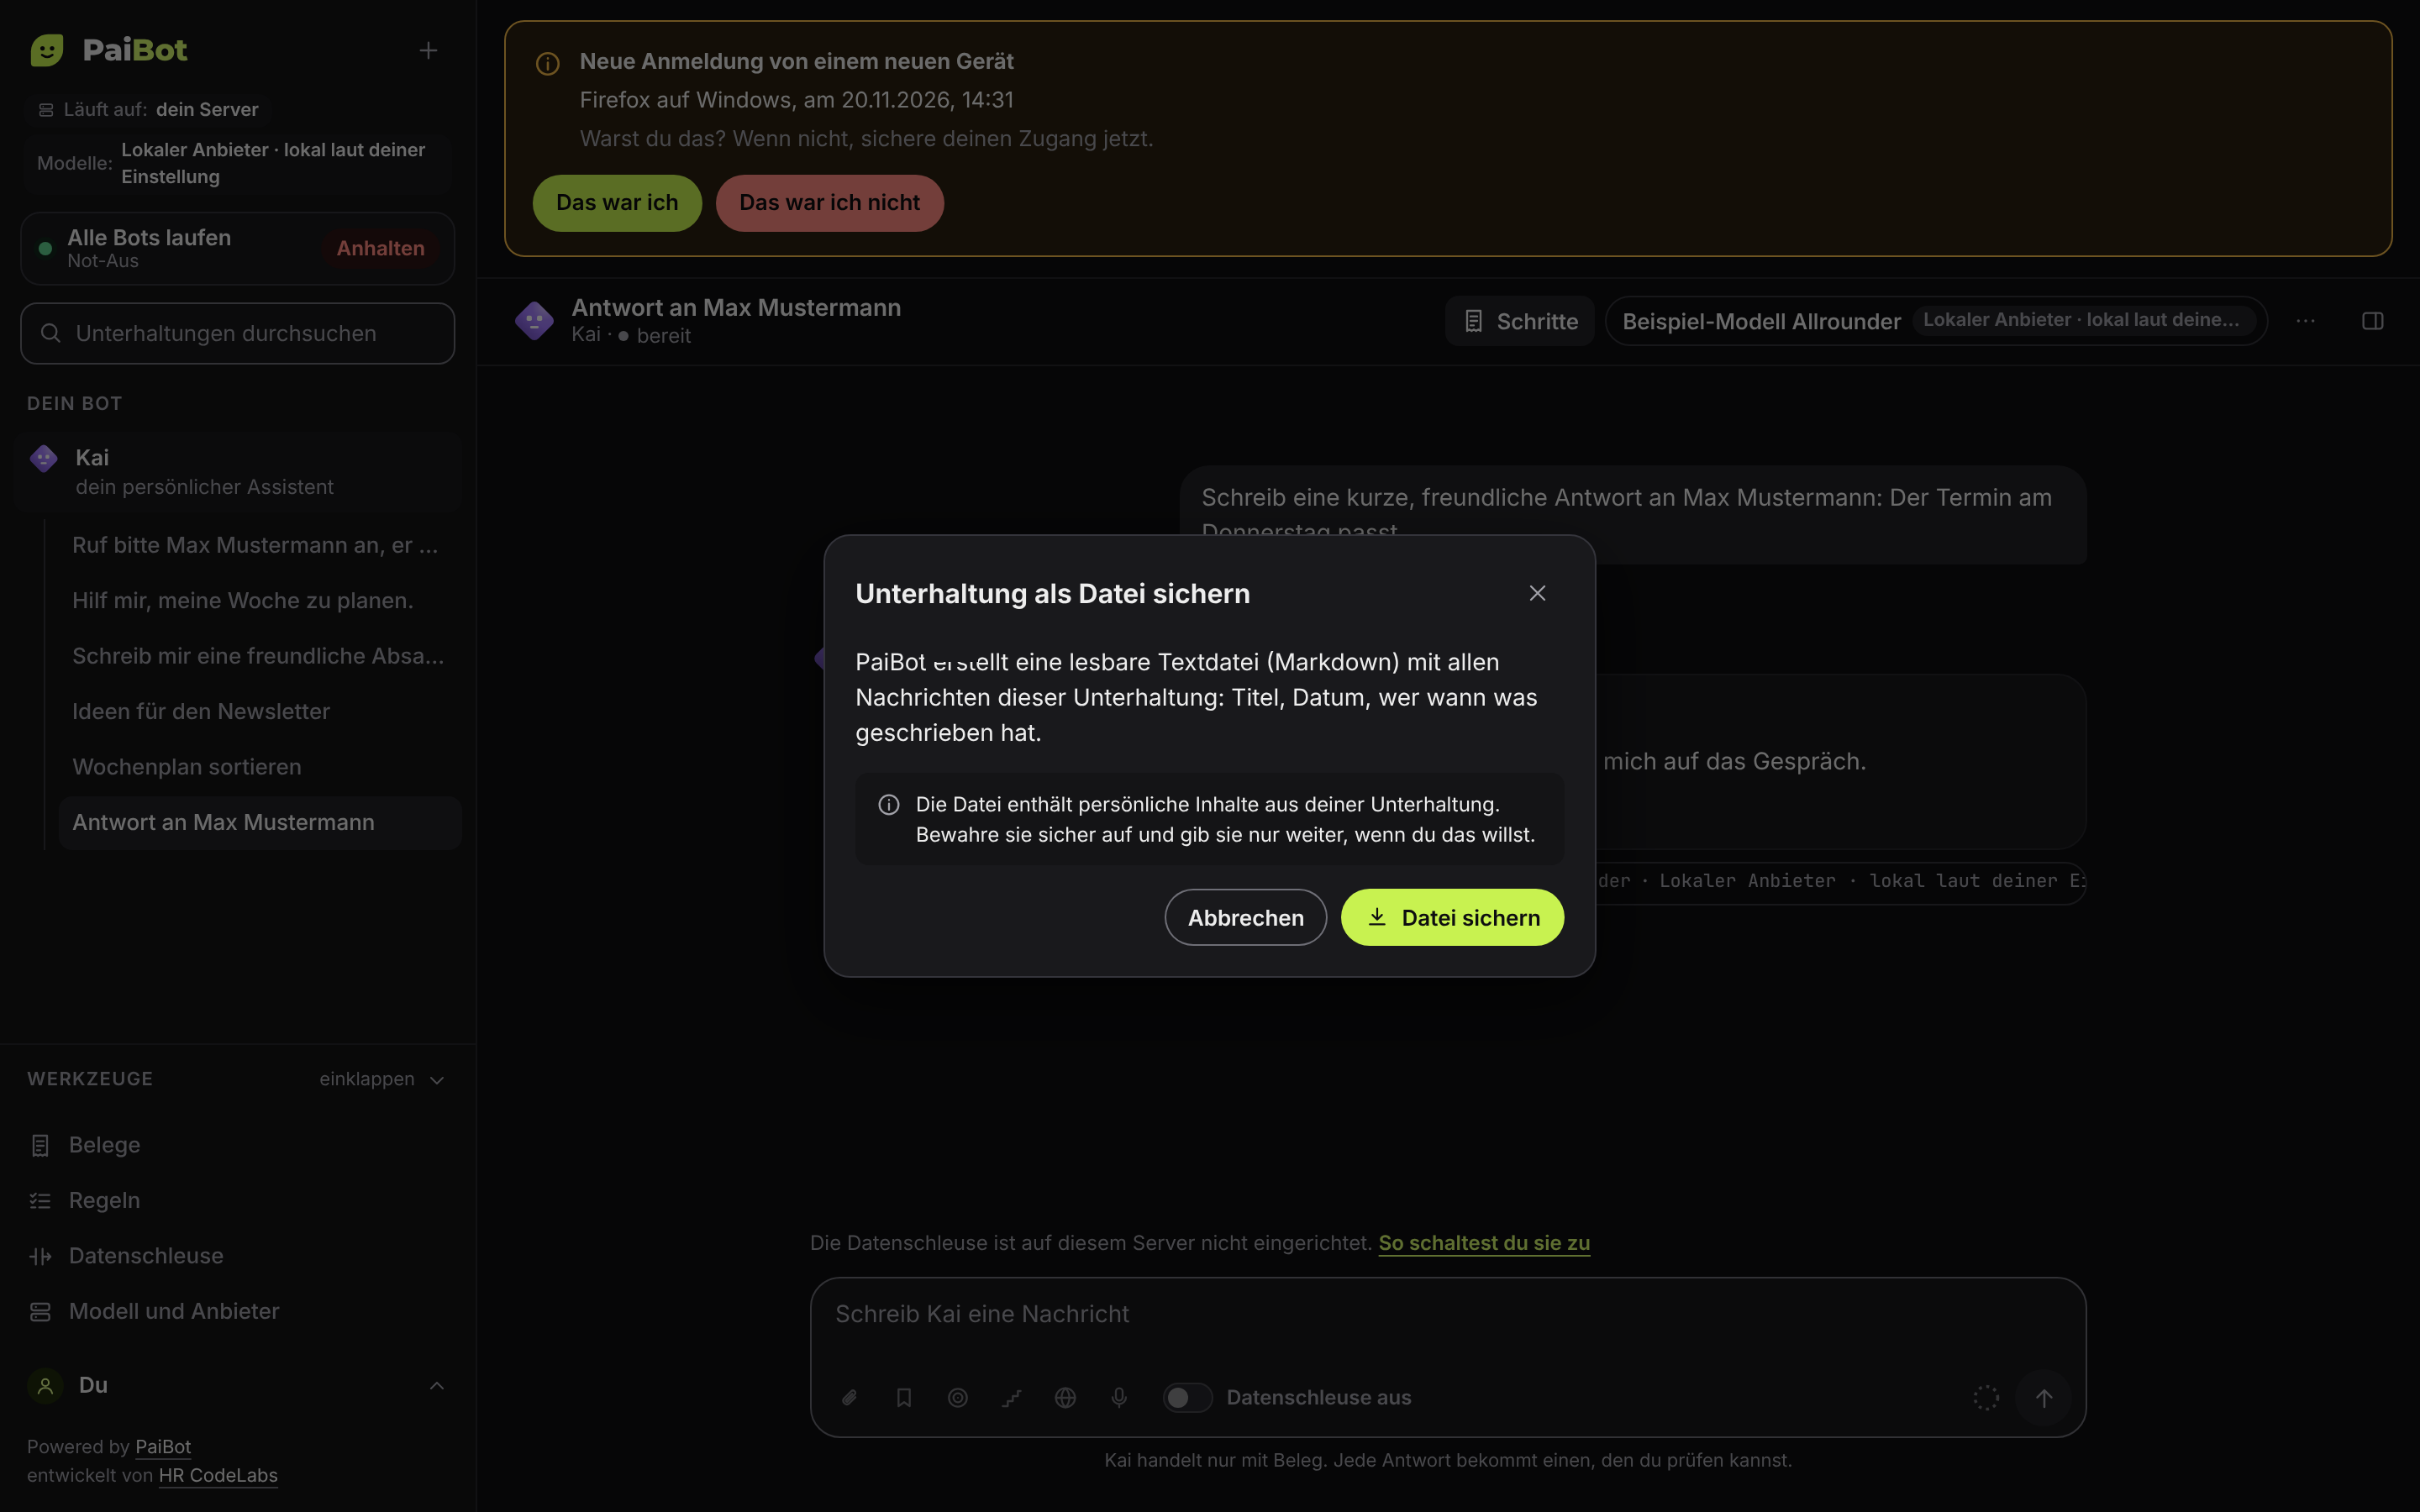 PaiBot
Läuft auf: dein Server
Modelle: Lokaler Anbieter · lokal laut deiner
Einstellung
Alle Bots laufen
Not-Aus
Anhalten
Unterhaltungen durchsuchen
DEIN BOT
Kai
dein persönlicher Assistent
Ruf bitte Max Mustermann an, er ...
Hilf mir, meine Woche zu planen.
Schreib mir eine freundliche Absa...
Ideen für den Newsletter
Wochenplan sortieren
Antwort an Max Mustermann
WERKZEUGE
einklappen
Belege
Regeln
Datenschleuse
Modell und Anbieter
Du
Powered by PaiBot
entwickelt von HR CodeLabs
Neue Anmeldung von einem neuen Gerät
Firefox auf Windows, am 20.11.2026, 14:31
Warst du das? Wenn nicht, sichere deinen Zugang jetzt.
Das war ich
Das war ich nicht
Antwort an Max Mustermann
Kai · bereit
Schritte
Beispiel-Modell Allrounder
Lokaler Anbieter · lokal laut deine...
Schreib eine kurze, freundliche Antwort an Max Mustermann: Der Termin am
Donnerstag passt
Unterhaltung als Datei sichern
PaiBot erstellt eine lesbare Textdatei (Markdown) mit allen
Nachrichten dieser Unterhaltung: Titel, Datum, wer wann was
geschrieben hat.
Die Datei enthält persönliche Inhalte aus deiner Unterhaltung.
Bewahre sie sicher auf und gib sie nur weiter, wenn du das willst.
Abbrechen
Datei sichern
mich auf das Gespräch.
der · Lokaler Anbieter · lokal laut deiner
Die Datenschleuse ist auf diesem Server nicht eingerichtet. So schaltest du sie zu
Schreib Kai eine Nachricht
Datenschleuse aus
Kai handelt nur mit Beleg. Jede Antwort bekommt einen, den du prüfen kannst.